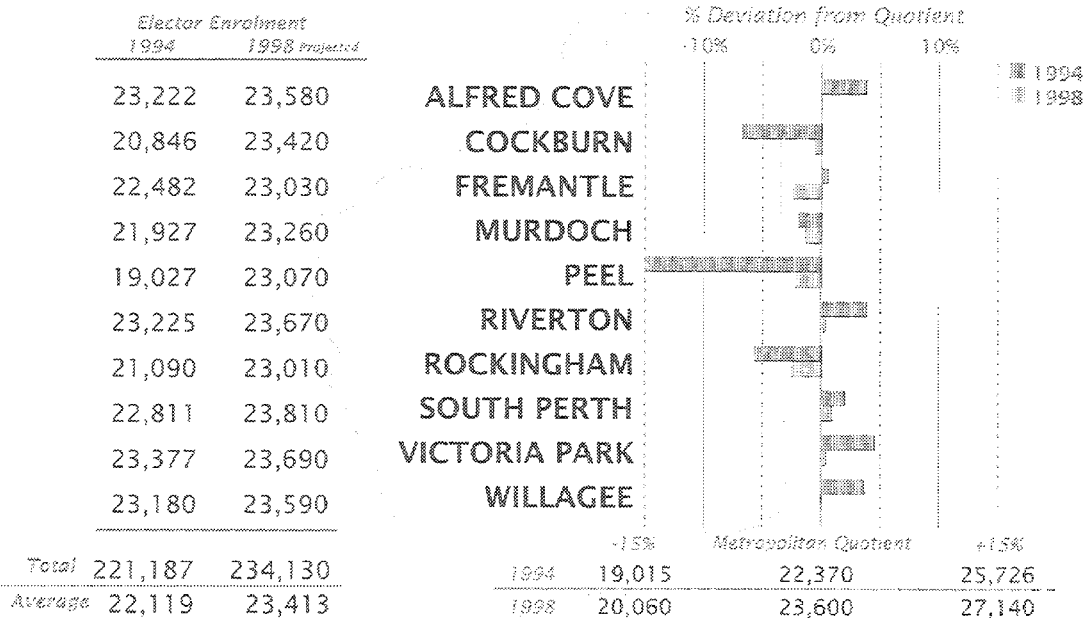 Elector Enrolment
1994 1998 Projected
% Deviation from Quotient
-10% 0% 10%
1994
1998
23,222 23,580 ALFRED COVE
20,846 23,420 COCKBURN
22,482 23,030 FREMANTLE
21,927 23,260 MURDOCH
19,027 23,070 PEEL
23,225 23,670 RIVERTON
21,090 23,010 ROCKINGHAM
22,811 23,810 SOUTH PERTH
23,377 23,690 VICTORIA PARK
23,180 23,590 WILLAGEE
-15% Metropolitan Quotient +15%
Total 221,187 234,130 1994 19,015 22,370 25,726
Average 22,119 23,413 1998 20,060 23,600 27,140